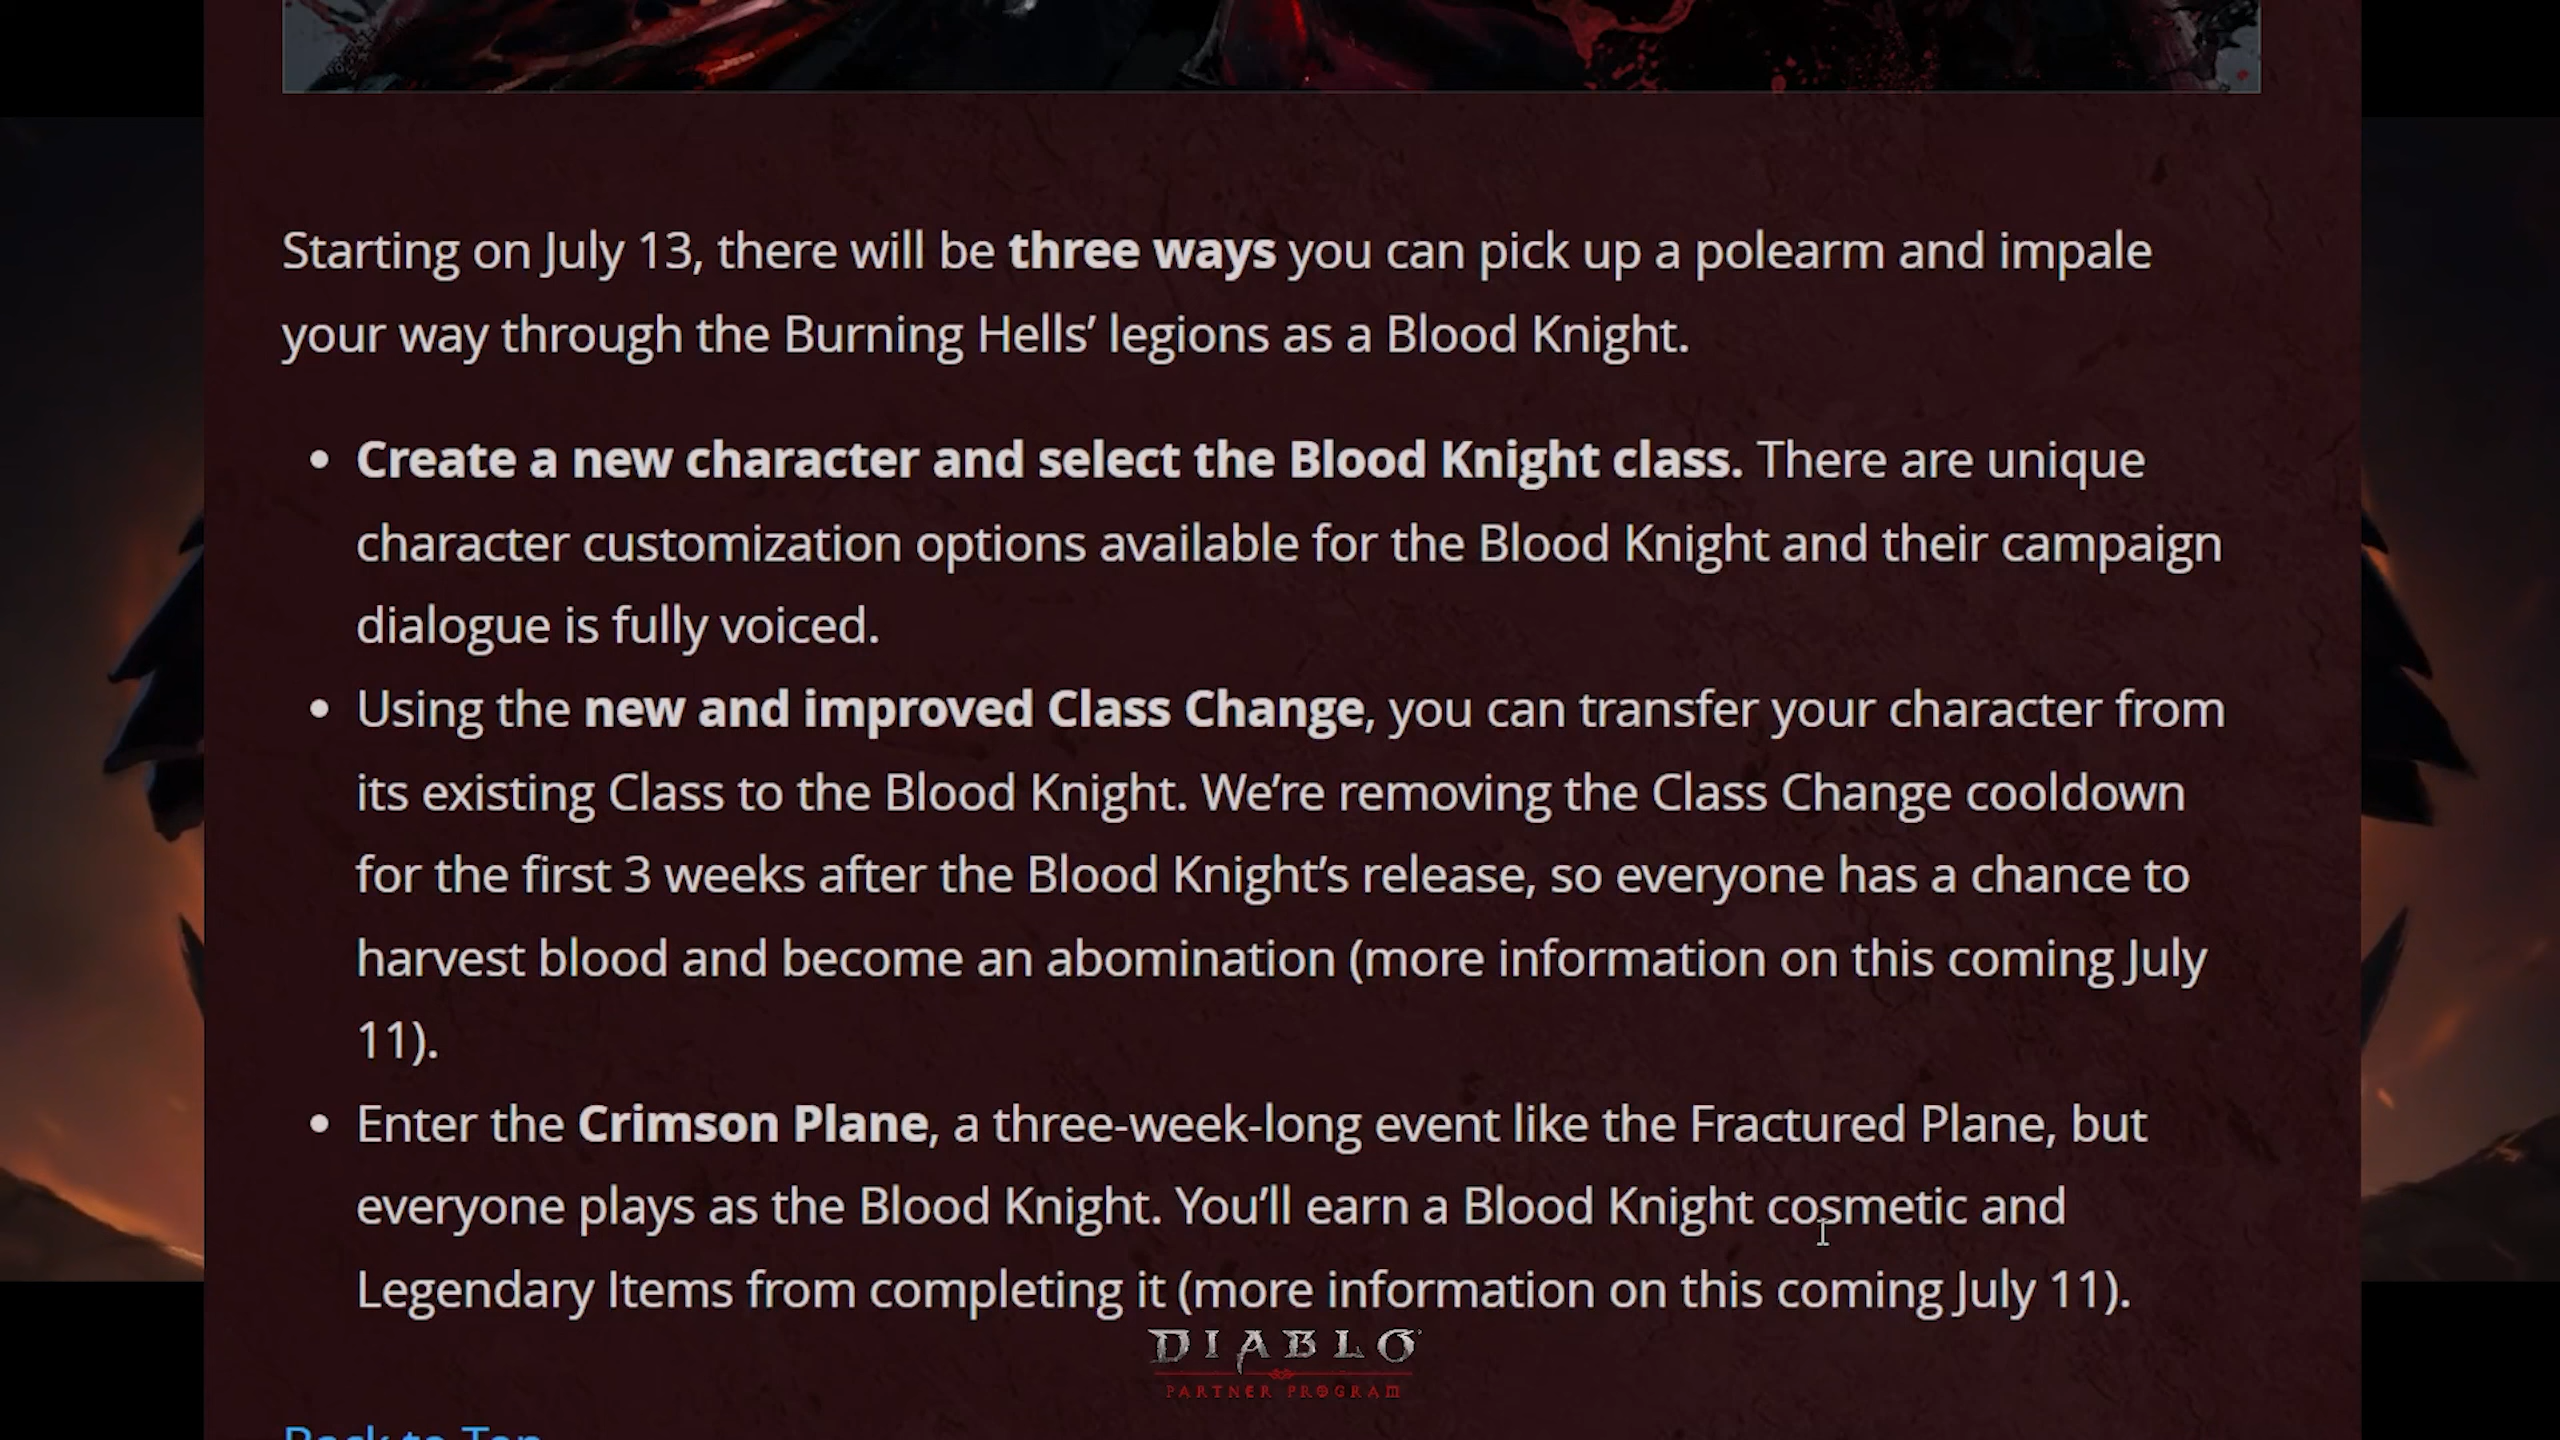 Starting on July 13, there will be three ways you can pick up a polearm and impale
your way through the Burning Hells’ legions as a Blood Knight.
• Create a new character and select the Blood Knight class. There are unique
character customization options available for the Blood Knight and their campaign
dialogue is fully voiced.
• Using the new and improved Class Change, you can transfer your character from
its existing Class to the Blood Knight. We’re removing the Class Change cooldown
for the first 3 weeks after the Blood Knight’s release, so everyone has a chance to
harvest blood and become an abomination (more information on this coming July
11).
• Enter the Crimson Plane, a three-week-long event like the Fractured Plane, but
everyone plays as the Blood Knight. You’ll earn a Blood Knight cosmetic and
Legendary Items from completing it (more information on this coming July 11).
DIABLO
PARTNER PROGRAM
Back to Top